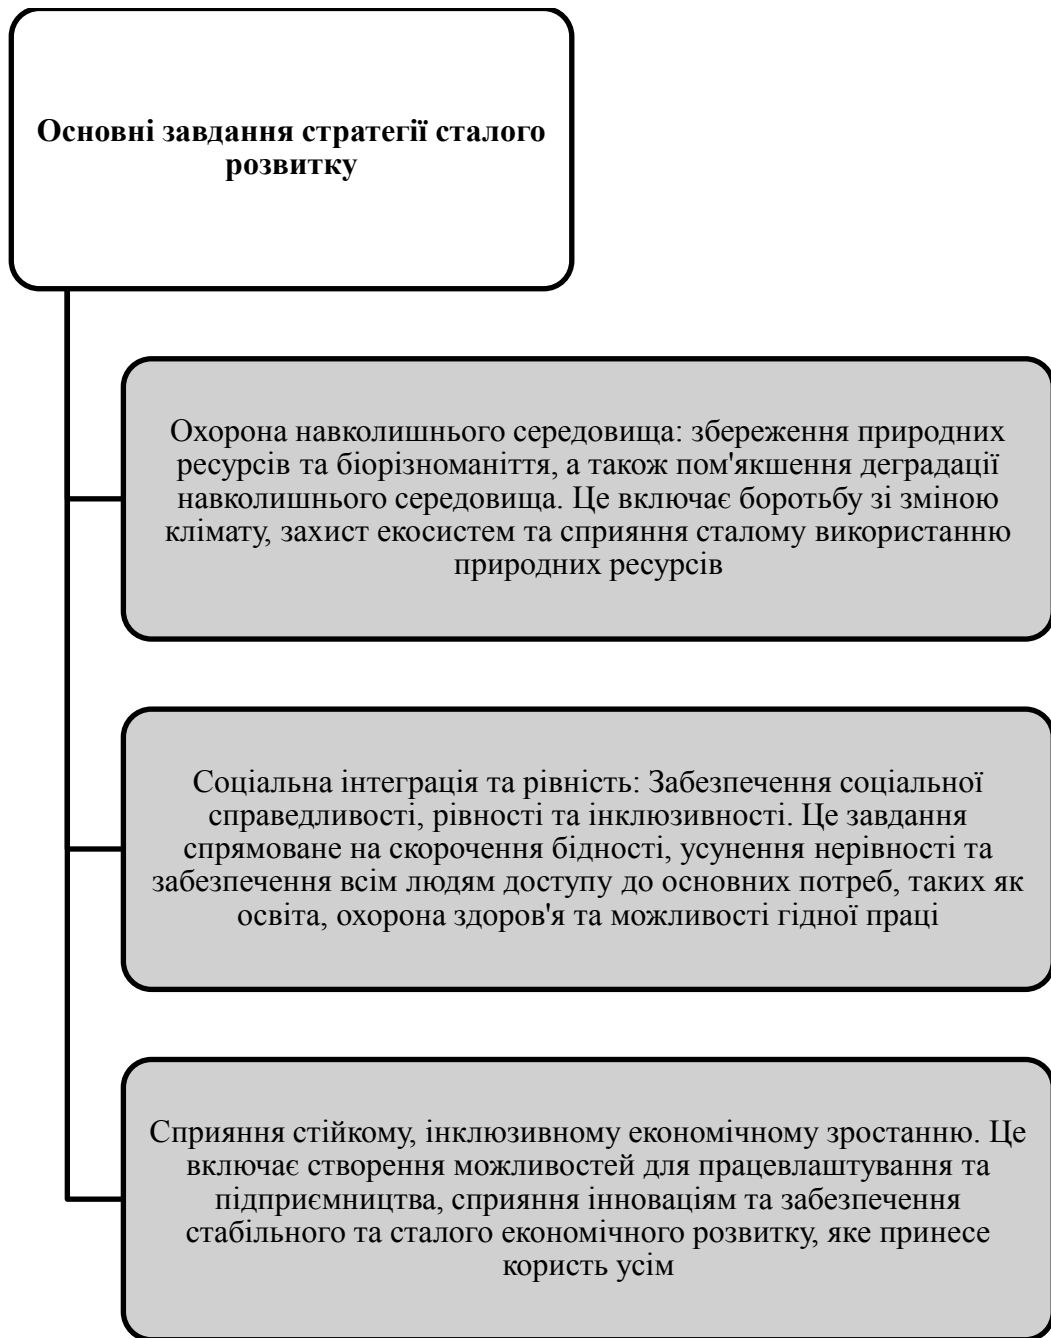 Основні завдання стратегії сталого
розвитку
Охорона навколишнього середовища: збереження природних
ресурсів та біорізноманіття, а також пом'якшення деградації
навколишнього середовища. Це включає боротьбу зі зміною
клімату, захист екосистем та сприяння сталому використанню
природних ресурсів
Соціальна інтеграція та рівність: Забезпечення соціальної
справедливості, рівності та інклюзивності. Це завдання
спрямоване на скорочення бідності, усунення нерівності та
забезпечення всім людям доступу до основних потреб, таких як
освіта, охорона здоров'я та можливості гідної праці
Сприяння стійкому, інклюзивному економічному зростанню. Це
включає створення можливостей для працевлаштування та
підприємництва, сприяння інноваціям та забезпечення
стабільного та сталого економічного розвитку, яке принесе
користь усім